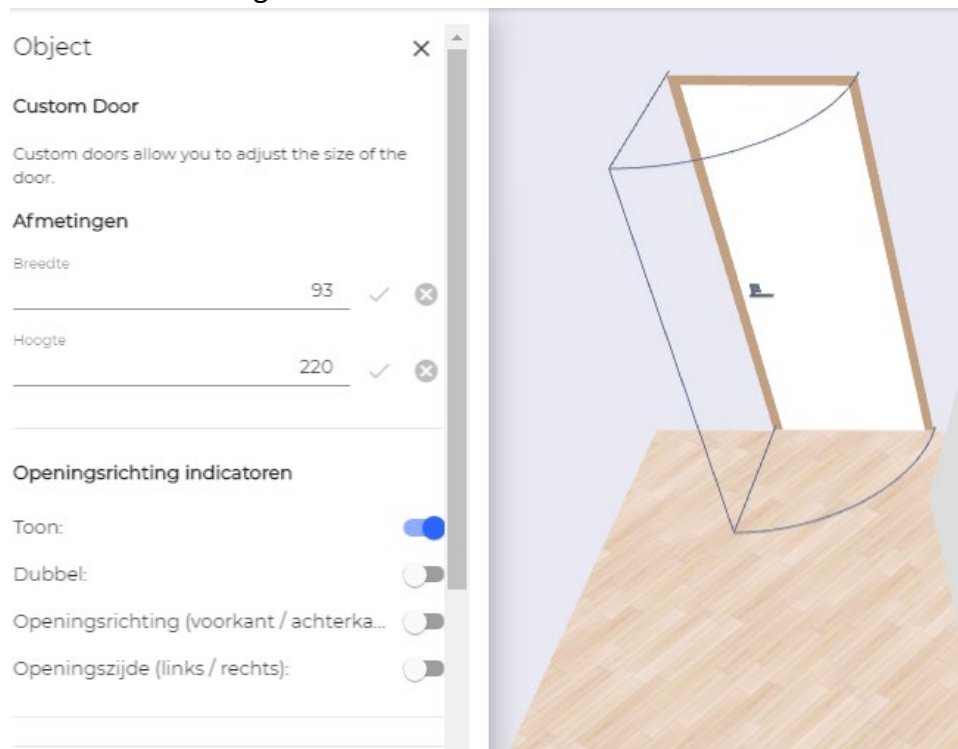 Object
Custom Door
Custom doors allow you to adjust the size of the
door.
Afmetingen
Breedte
93
Hoogte
220
Openingsrichting indicatoren
Toon:
Dubbel:
Openingsrichting (voorkant / achterka...
Openingszijde (links / rechts):